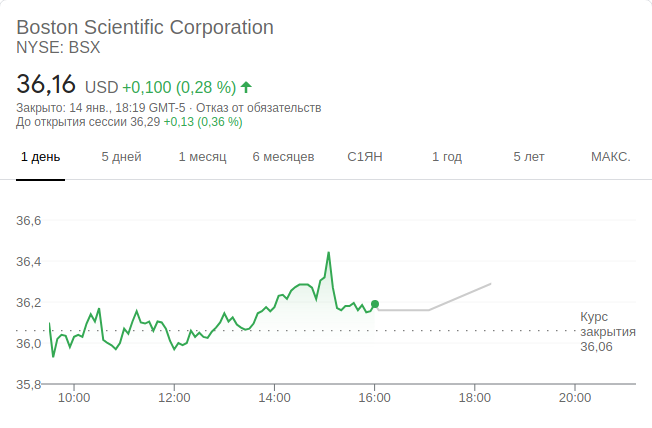 Boston Scientific Corporation
NYSE: BSX
36,16 USD +0,100 (0,28 %)
Закрыто: 14 янв., 18:19 GMT-5 · Отказ от обязательств
До открытия сессии 36,29 +0,13 (0,36 %)
1 день 5 дней 1 месяц 6 месяцев С1ЯН 1 год 5 лет МАКС.
36,6
36,4
36,2
Курс
закрытия
36,06
36,0
35,8
10:00 12:00 14:00 16:00 18:00 20:00